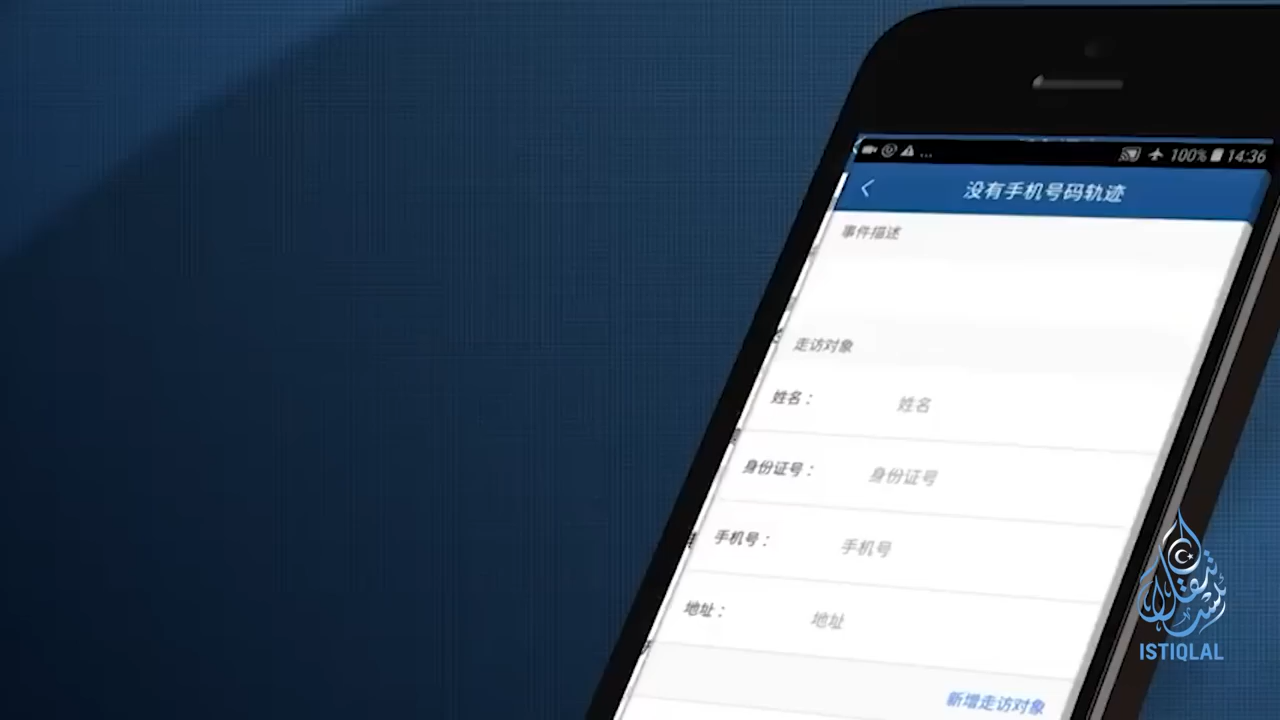 ... 100% 14:36
没有手机号码轨迹
事件描述
走访对象
姓名： 姓名
身份证号： 身份证号
手机号： 手机号
地址： 地址
新增走访对象
ISTIQLAL